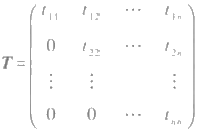 T = ( t₁₁ t₁₂ ⋯ t₁ₙ
0 t₂₂ ⋯ t₂ₙ
⋮ ⋮ ⋮
0 0 ⋯ tₙₙ )